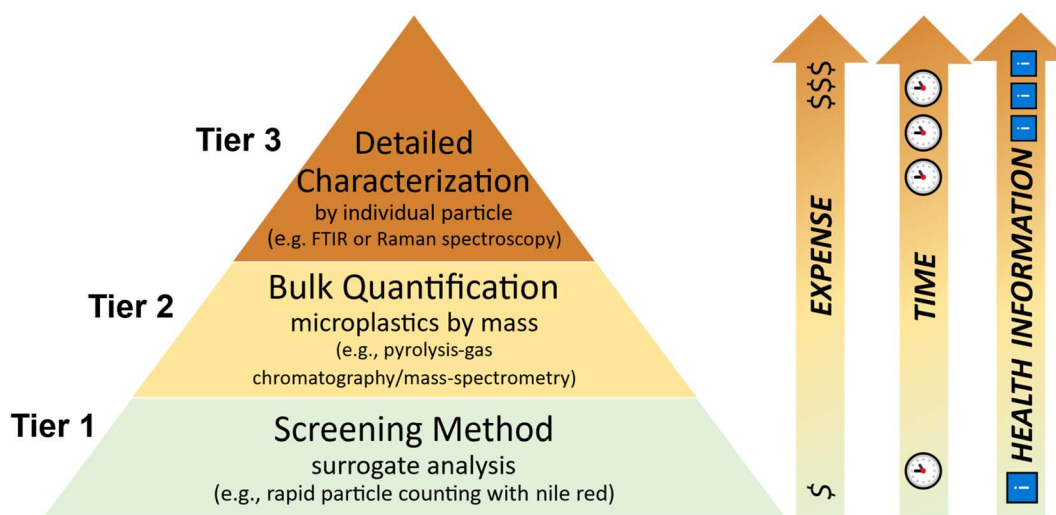 Tier 3
Detailed
Characterization
by individual particle
(e.g. FTIR or Raman spectroscopy)
Tier 2
Bulk Quantification
microplastics by mass
(e.g., pyrolysis-gas
chromatography/mass-spectrometry)
Tier 1
Screening Method
surrogate analysis
(e.g., rapid particle counting with nile red)
$$$
EXPENSE
$
TIME
i
i
i
HEALTH INFORMATION
i